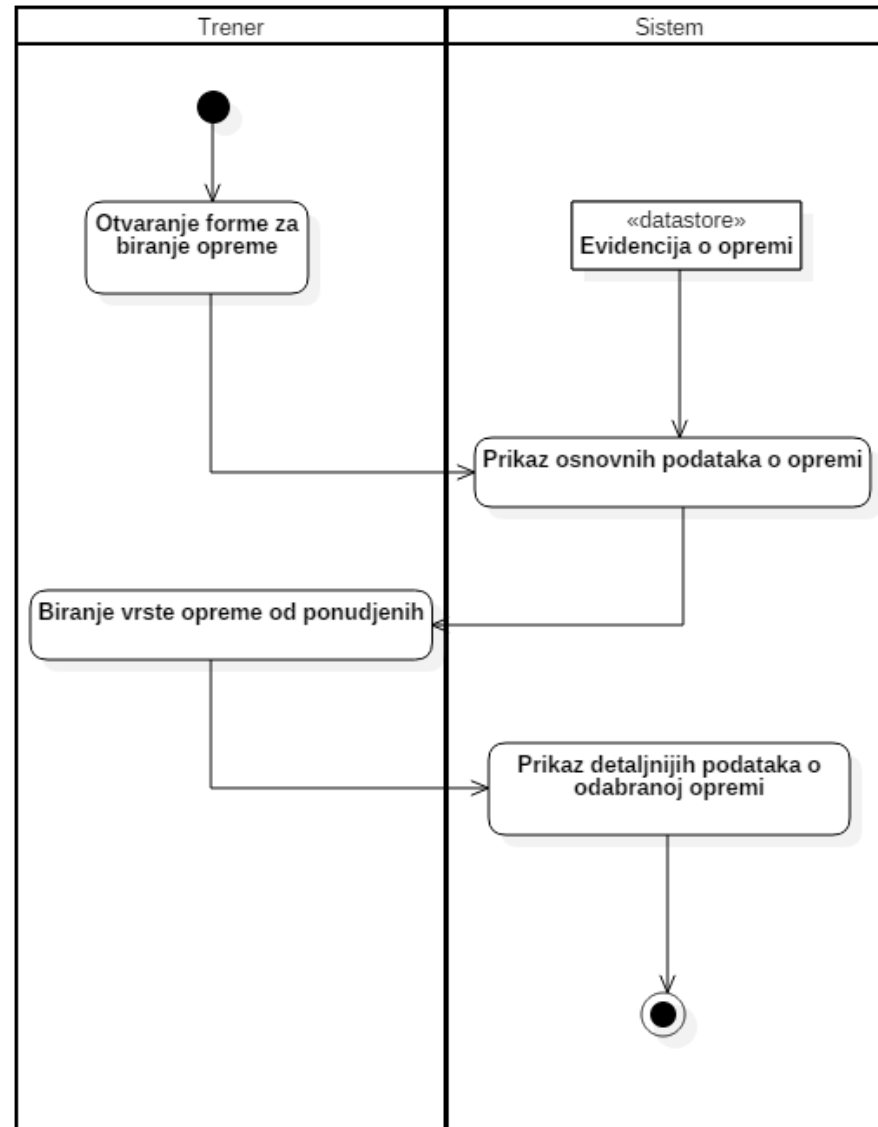 Trener
Sistem
Otvaranje forme za
biranje opreme
«datastore»
Evidencija o opremi
Prikaz osnovnih podataka o opremi
Biranje vrste opreme od ponudjenih
Prikaz detaljnijih podataka o
odabranoj opremi